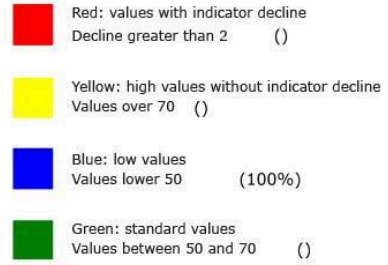 Red: values with indicator decline
Decline greater than 2 ()
Yellow: high values without indicator decline
Values over 70 ()
Blue: low values
Values lower 50 (100%)
Green: standard values
Values between 50 and 70 ()